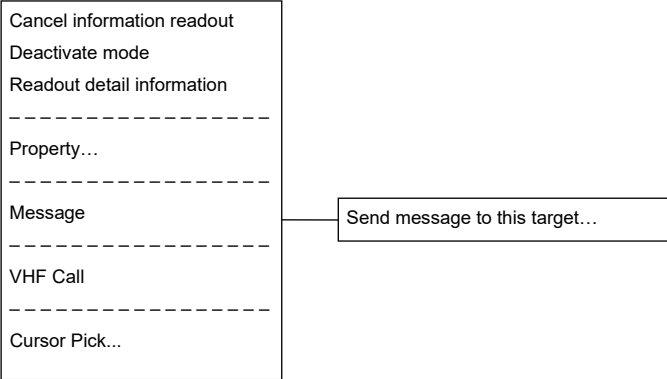 Cancel information readout
Deactivate mode
Readout detail information
Property…
Message
Send message to this target…
VHF Call
Cursor Pick...